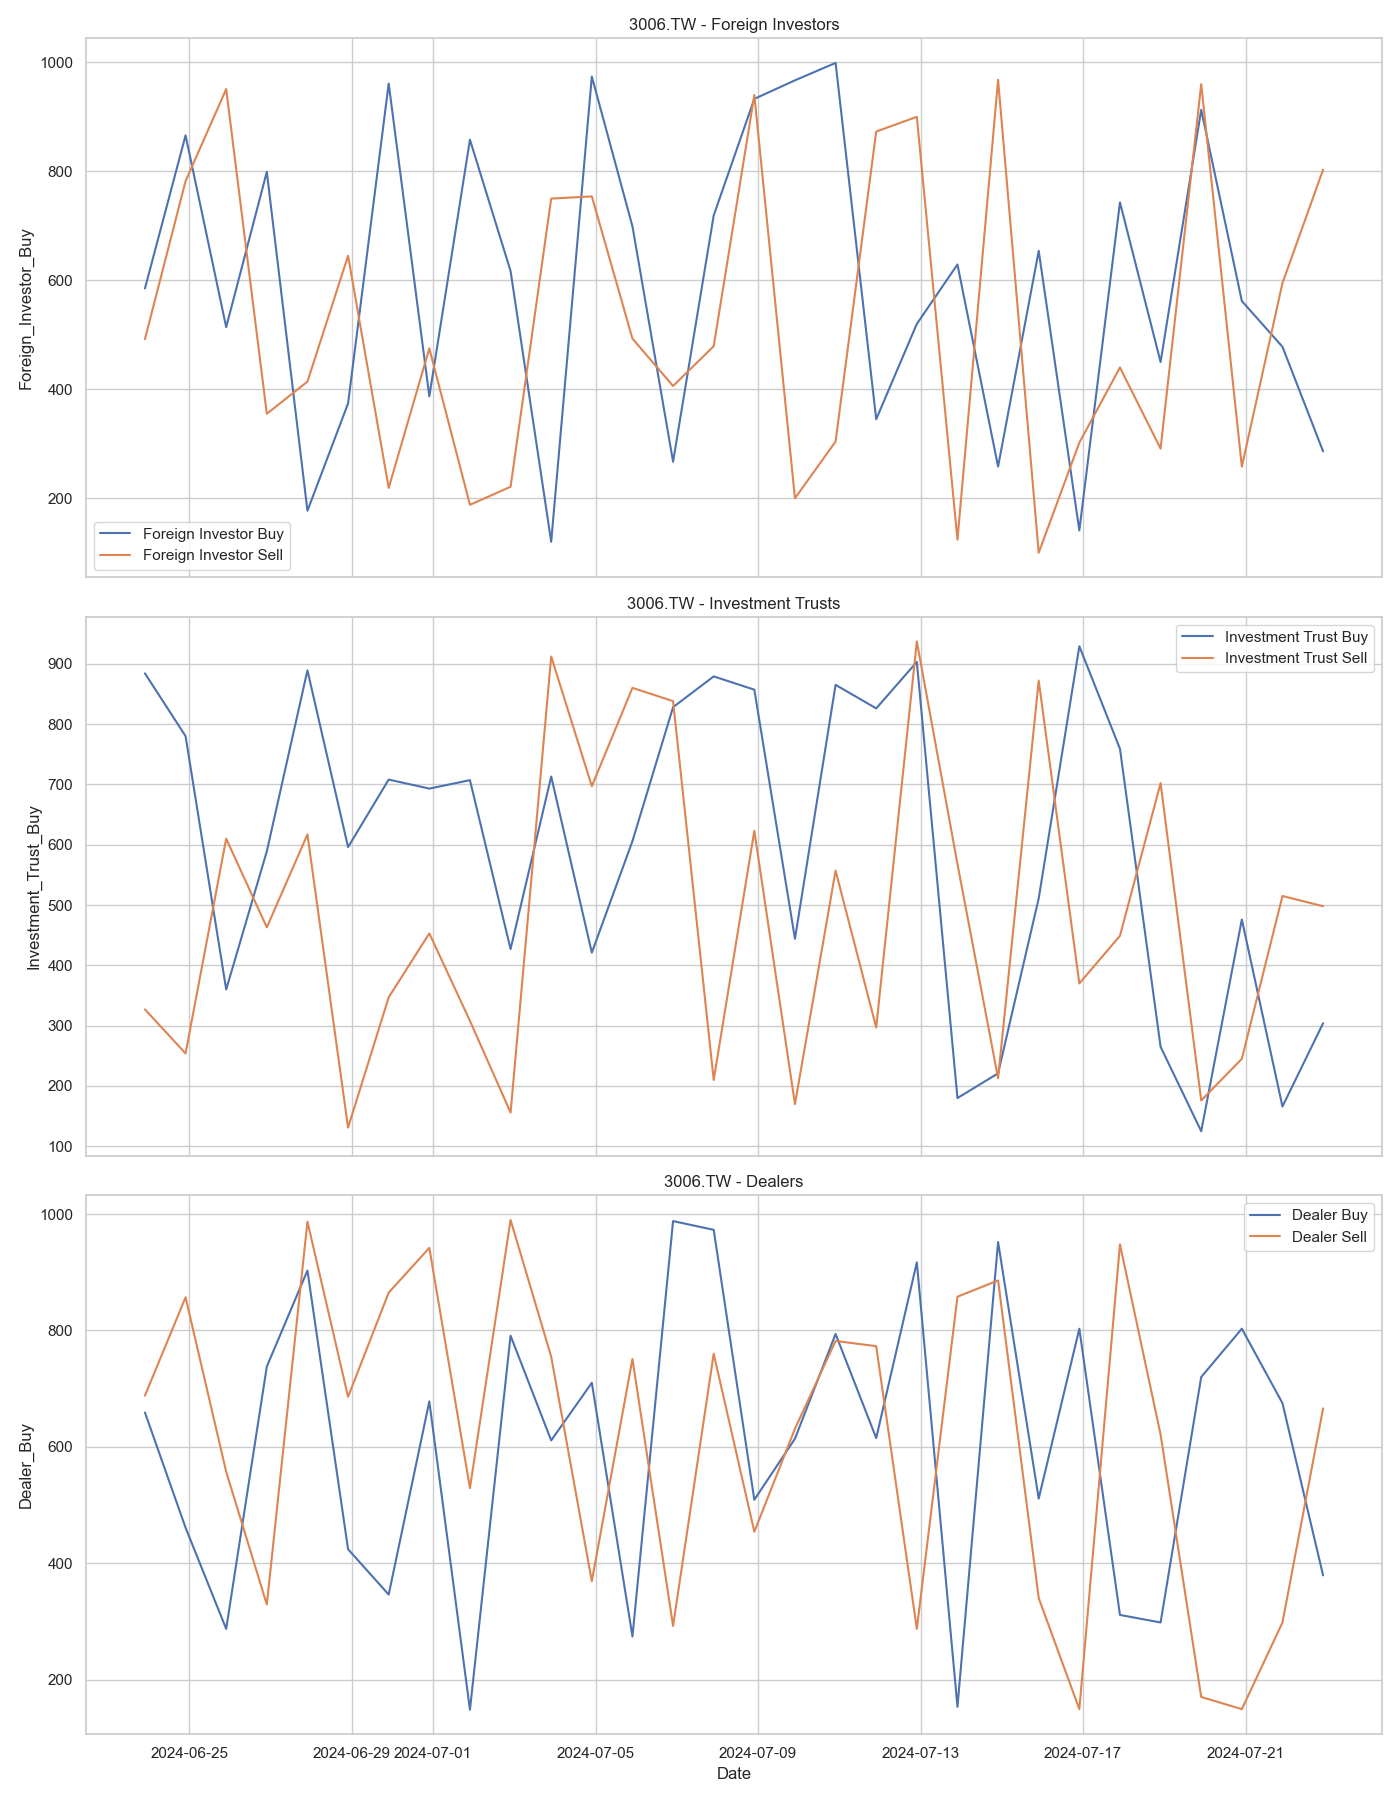 3006.TW - Foreign Investors
Foreign_Investor_Buy
1000
800
600
400
200
Foreign Investor Buy
Foreign Investor Sell
3006.TW - Investment Trusts
Investment_Trust_Buy
900
800
700
600
500
400
300
200
100
Investment Trust Buy
Investment Trust Sell
3006.TW - Dealers
Dealer_Buy
1000
800
600
400
200
Dealer Buy
Dealer Sell
2024-06-25 2024-06-29 2024-07-01 2024-07-05 2024-07-09 2024-07-13 2024-07-17 2024-07-21
Date